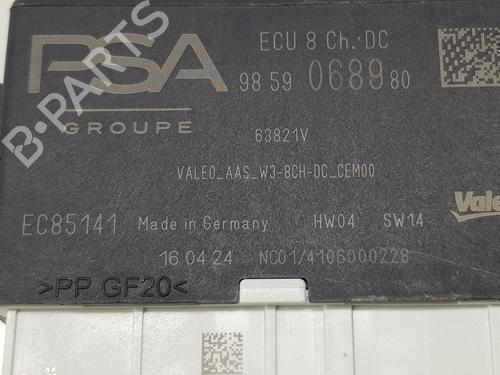 PSA
GROUPE
ECU 8 Ch. DC
98 59 0689 80
63821V
VALEO_AAS_W3-8CH-DC_CEM00
Valeo
EC85141 Made in Germany HW04 SW14
16.04.24 NC01/4106000228
>PP GF20<
B-PARTS